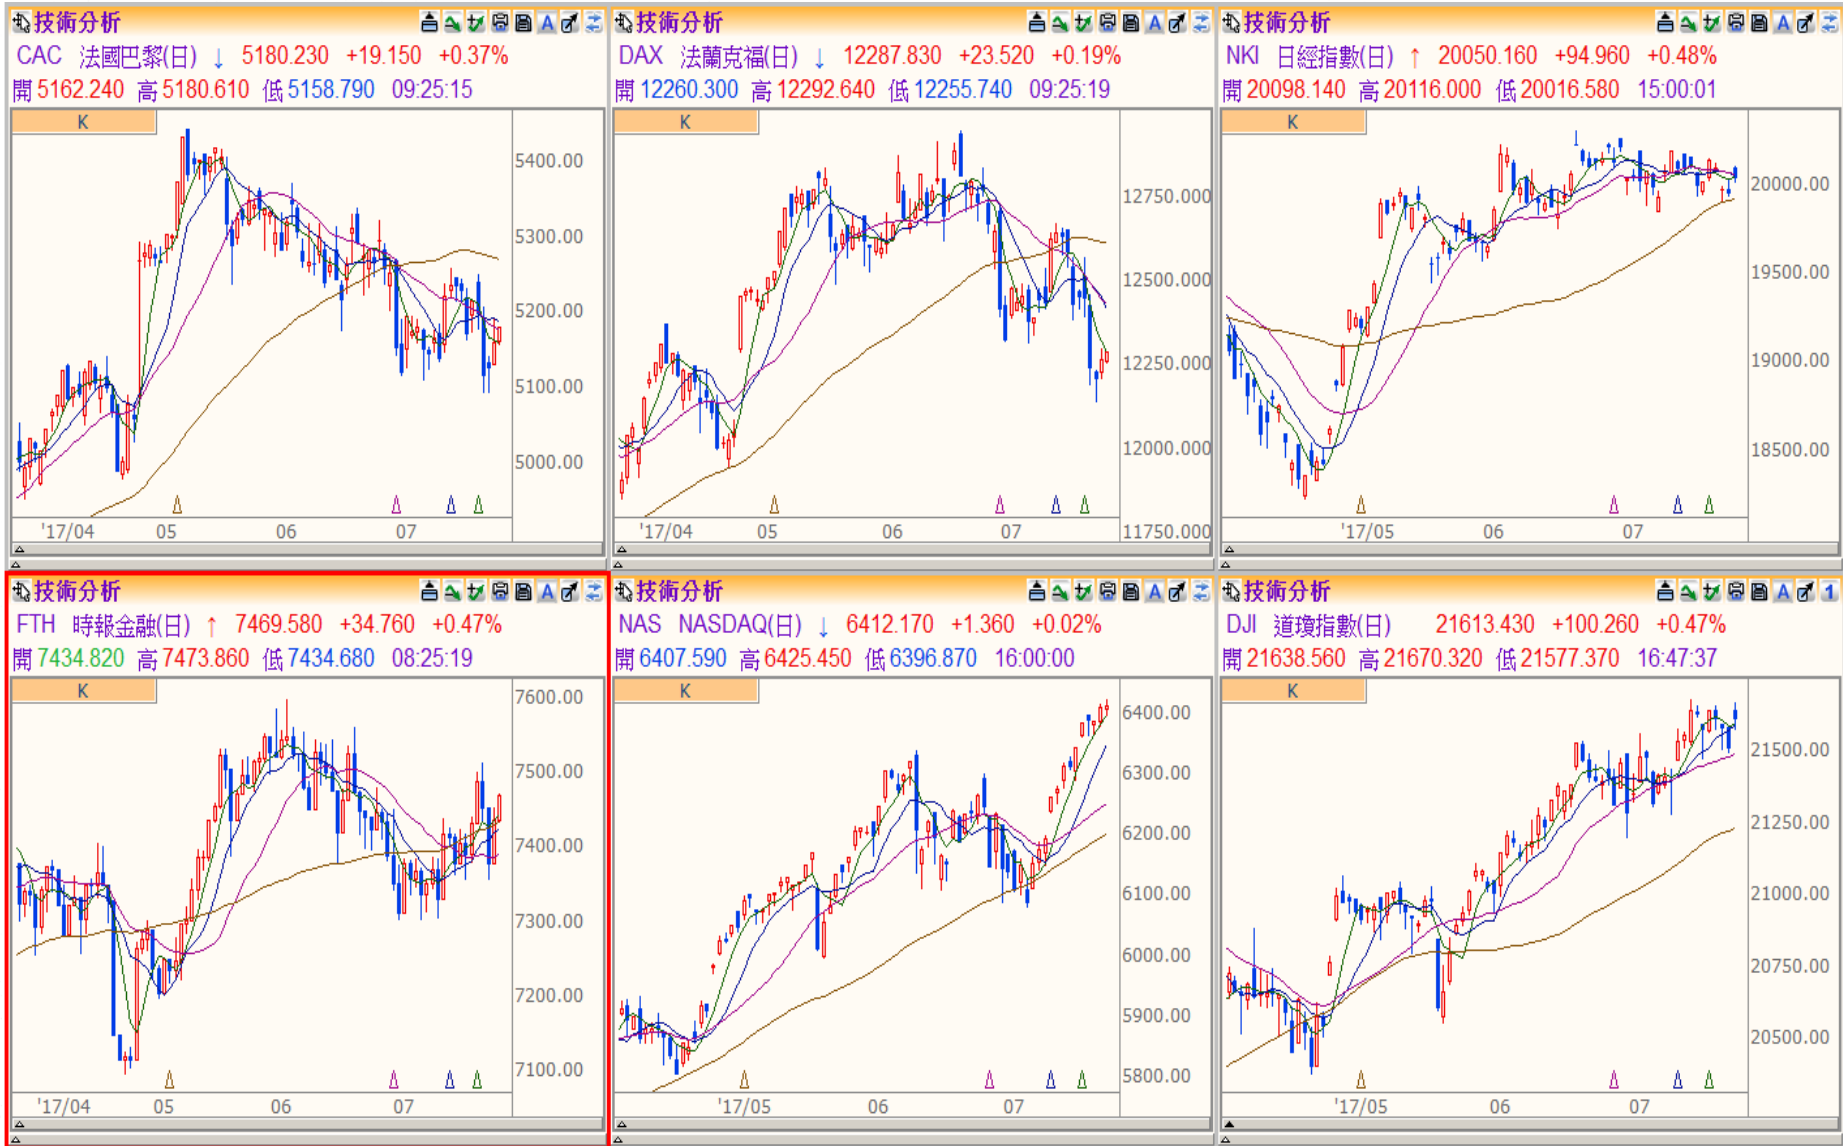 技術分析
CAC 法國巴黎(日) ↓ 5180.230 +19.150 +0.37%
開 5162.240 高 5180.610 低 5158.790 09:25:15
K
5400.00
5300.00
5200.00
5100.00
5000.00
'17/04 05 06 07
技術分析
DAX 法蘭克福(日) ↓ 12287.830 +23.520 +0.19%
開 12260.300 高 12292.640 低 12255.740 09:25:19
K
12750.000
12500.000
12250.000
12000.000
11750.000
'17/04 05 06 07
技術分析
NKI 日經指數(日) ↑ 20050.160 +94.960 +0.48%
開 20098.140 高 20116.000 低 20016.580 15:00:01
K
20000.00
19500.00
19000.00
18500.00
'17/05 06 07
技術分析
FTH 時報金融(日) ↑ 7469.580 +34.760 +0.47%
開 7434.820 高 7473.860 低 7434.680 08:25:19
K
7600.00
7500.00
7400.00
7300.00
7200.00
7100.00
'17/04 05 06 07
技術分析
NAS NASDAQ(日) ↓ 6412.170 +1.360 +0.02%
開 6407.590 高 6425.450 低 6396.870 16:00:00
K
6400.00
6300.00
6200.00
6100.00
6000.00
5900.00
5800.00
'17/05 06 07
技術分析
DJI 道瓊指數(日) 21613.430 +100.260 +0.47%
開 21638.560 高 21670.320 低 21577.370 16:47:37
K
21500.00
21250.00
21000.00
20750.00
20500.00
'17/05 06 07